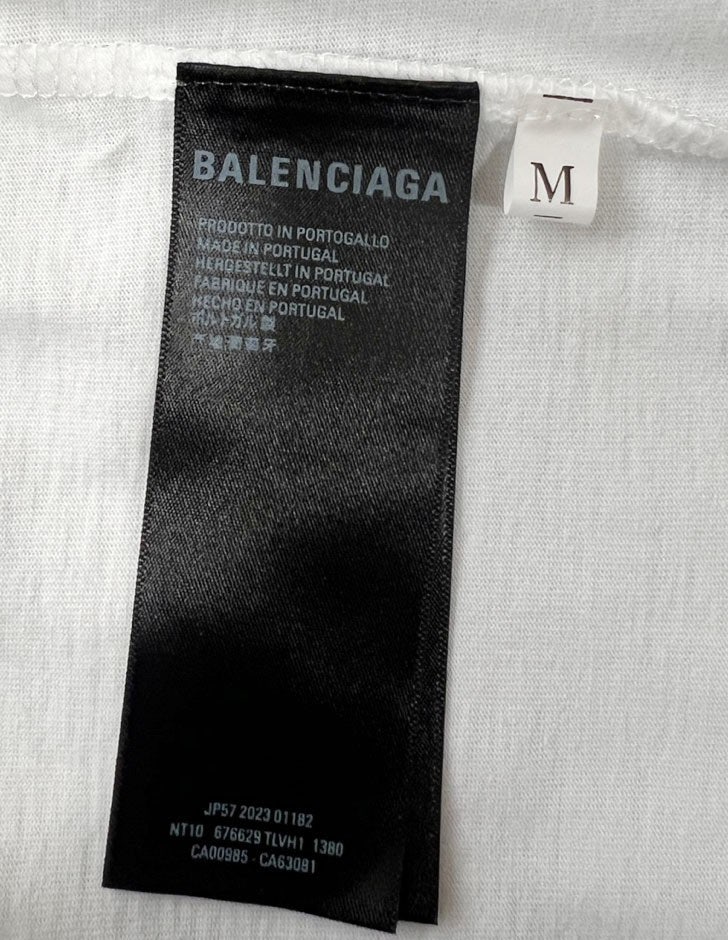 BALENCIAGA
M
PRODOTTO IN PORTOGALLO
MADE IN PORTUGAL
HERGESTELLT IN PORTUGAL
FABRIQUE EN PORTUGAL
HECHO EN PORTUGAL
ポルトガル製
JP57 2023 01182
NT10 676629 TLVH1 1380
CA00985 - CA63081